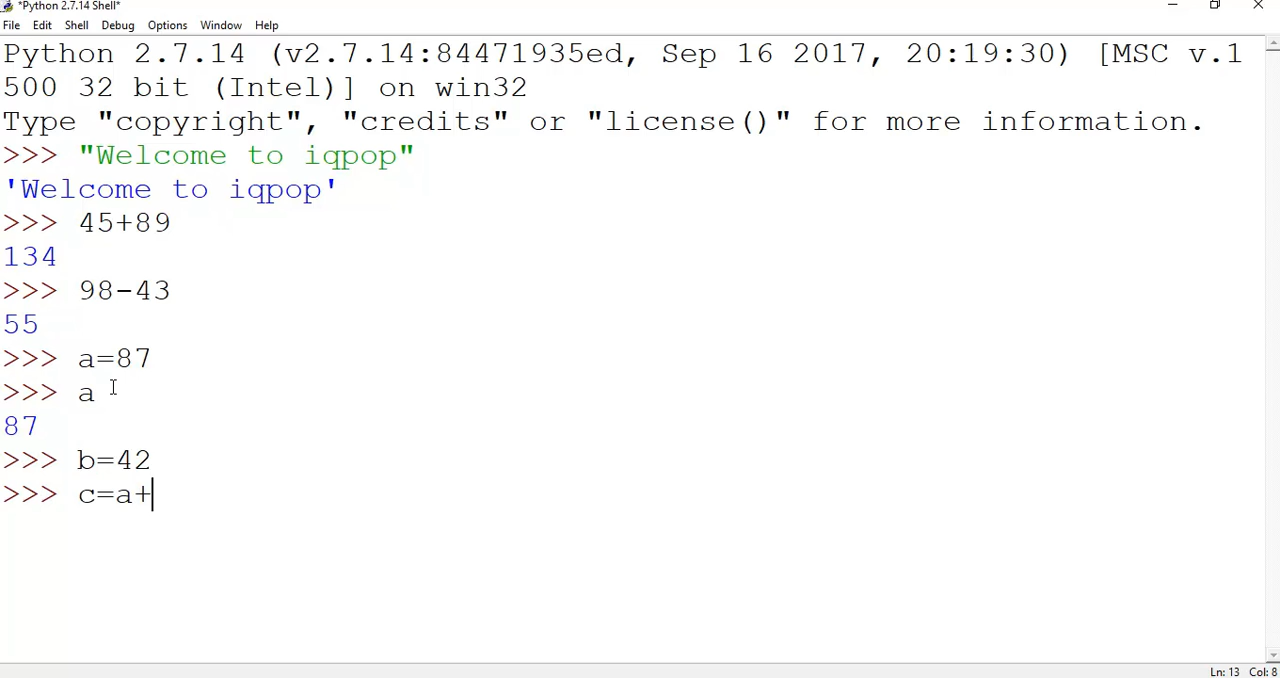 *Python 2.7.14 Shell*
File Edit Shell Debug Options Window Help
Python 2.7.14 (v2.7.14:84471935ed, Sep 16 2017, 20:19:30) [MSC v.1
500 32 bit (Intel)] on win32
Type "copyright", "credits" or "license()" for more information.
>>> "Welcome to iqpop"
'Welcome to iqpop'
>>> 45+89
134
>>> 98-43
55
>>> a=87
>>> a
87
>>> b=42
>>> c=a+
Ln: 13 Col: 8